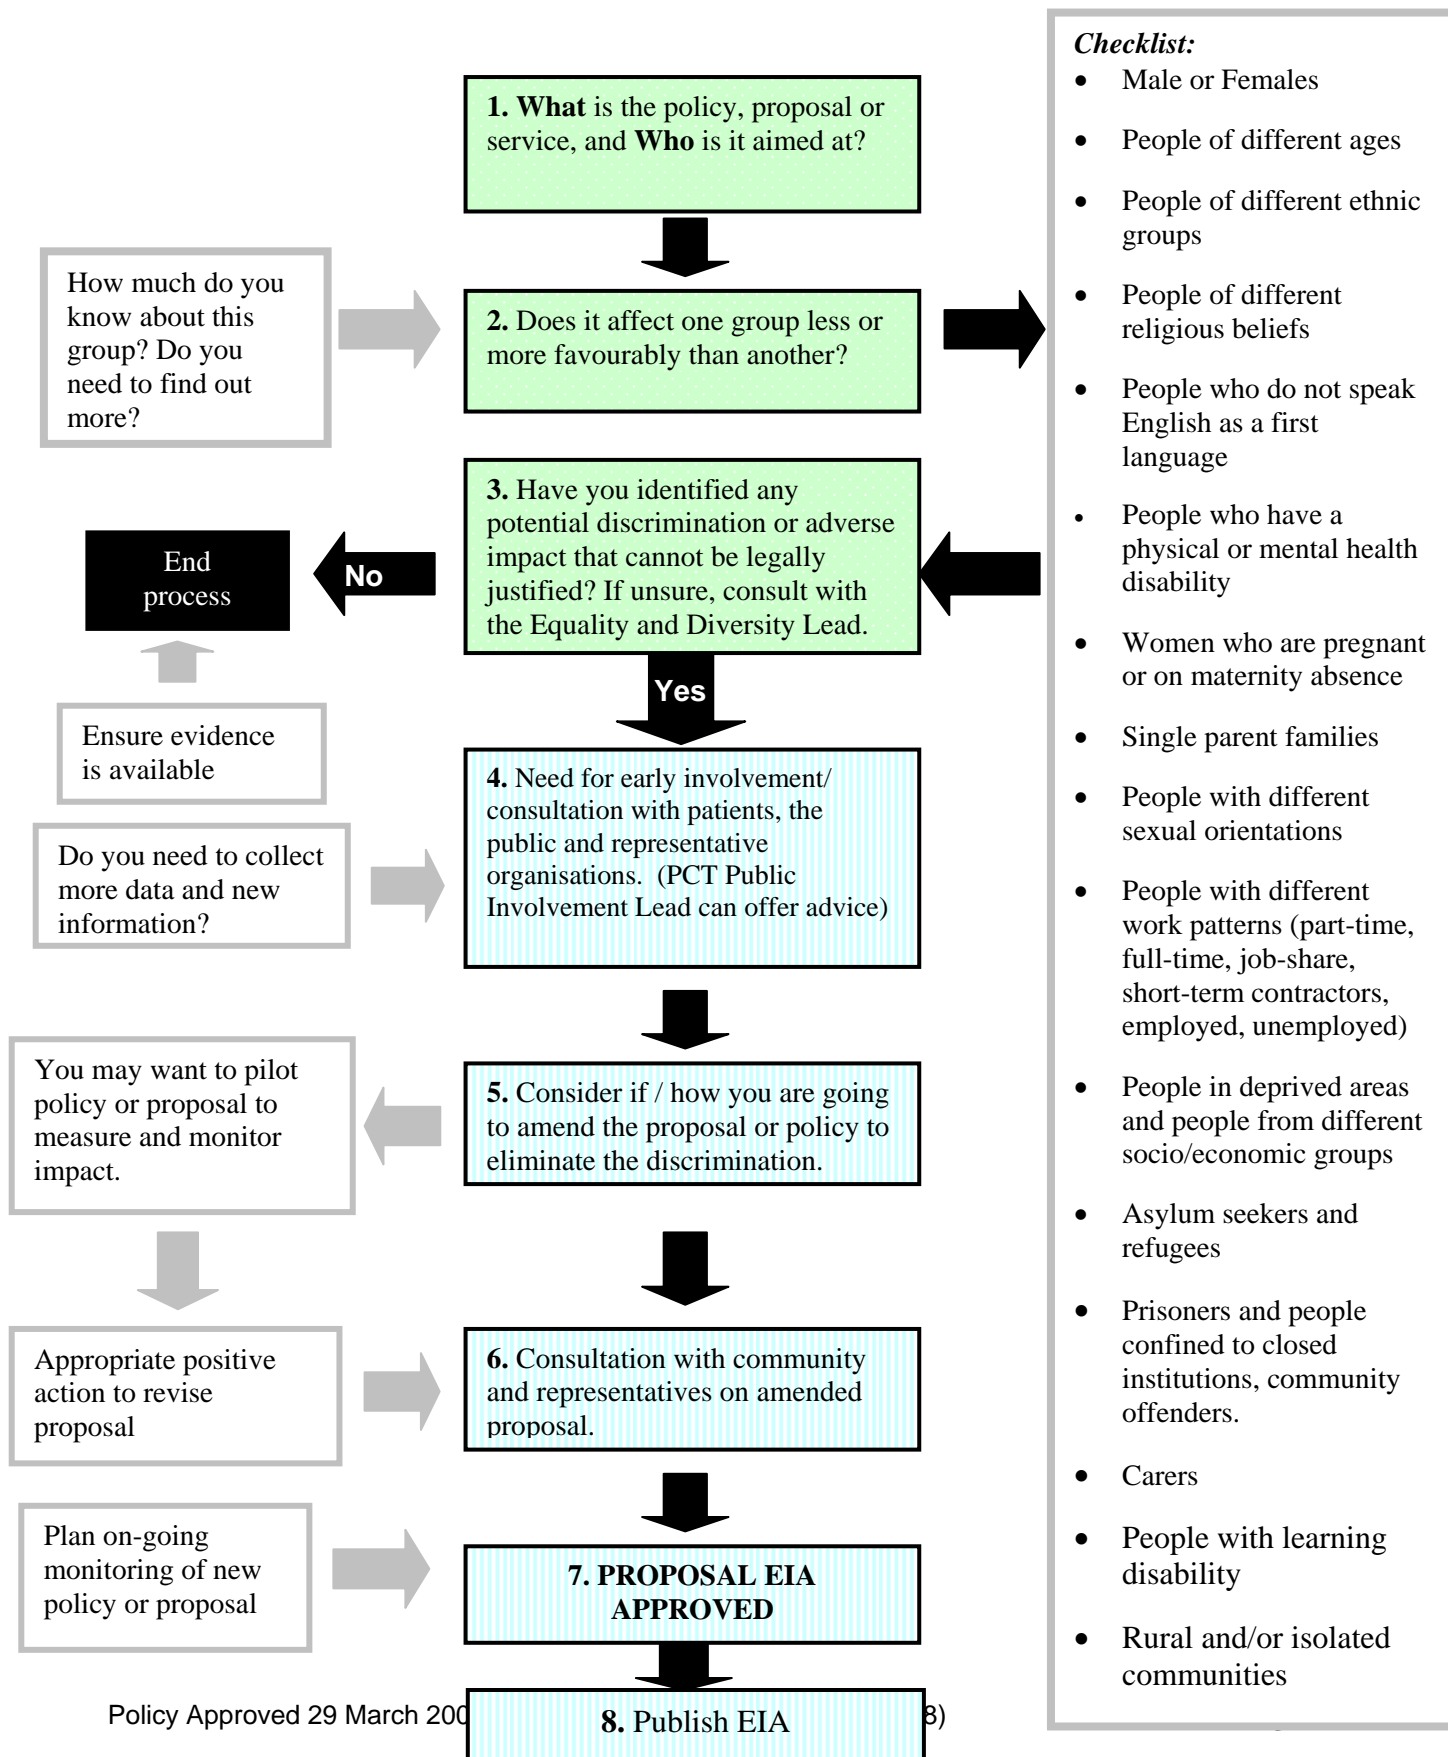 1. What is the policy, proposal or
service, and Who is it aimed at?
How much do you
know about this
group? Do you
need to find out
more?
2. Does it affect one group less or
more favourably than another?
Checklist:
• Male or Females
• People of different ages
• People of different ethnic
groups
• People of different
religious beliefs
• People who do not speak
English as a first
language
• People who have a
physical or mental health
disability
• Women who are pregnant
or on maternity absence
• Single parent families
• People with different
sexual orientations
• People with different
work patterns (part-time,
full-time, job-share,
short-term contractors,
employed, unemployed)
• People in deprived areas
and people from different
socio/economic groups
• Asylum seekers and
refugees
• Prisoners and people
confined to closed
institutions, community
offenders.
• Carers
• People with learning
disability
• Rural and/or isolated
communities
3. Have you identified any
potential discrimination or adverse
impact that cannot be legally
justified? If unsure, consult with
the Equality and Diversity Lead.
No
End
process
Ensure evidence
is available
Yes
4. Need for early involvement/
consultation with patients, the
public and representative
organisations. (PCT Public
Involvement Lead can offer advice)
Do you need to collect
more data and new
information?
5. Consider if / how you are going
to amend the proposal or policy to
eliminate the discrimination.
You may want to pilot
policy or proposal to
measure and monitor
impact.
Appropriate positive
action to revise
proposal
6. Consultation with community
and representatives on amended
proposal.
Plan on-going
monitoring of new
policy or proposal
7. PROPOSAL EIA
APPROVED
8. Publish EIA
Policy Approved 29 March 200 8)